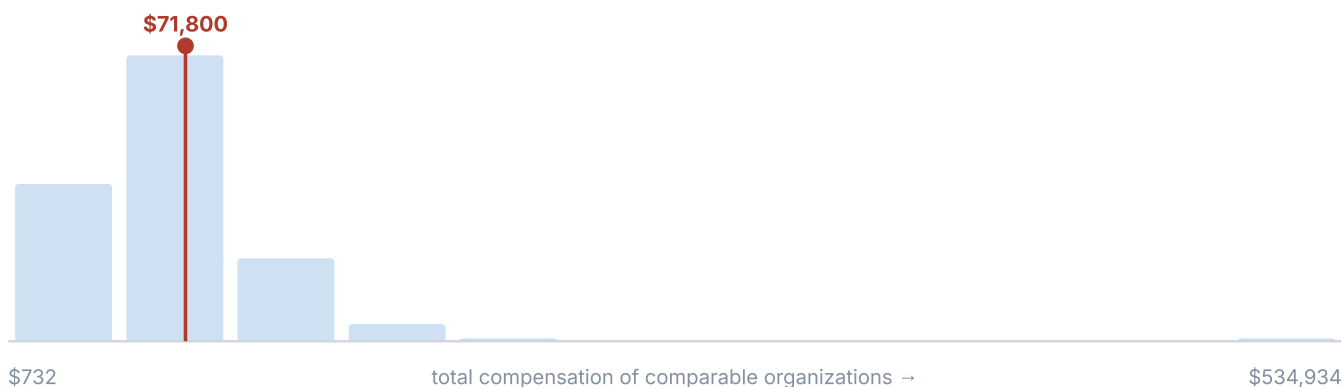 $71,800
$732
total compensation of comparable organizations →
$534,934